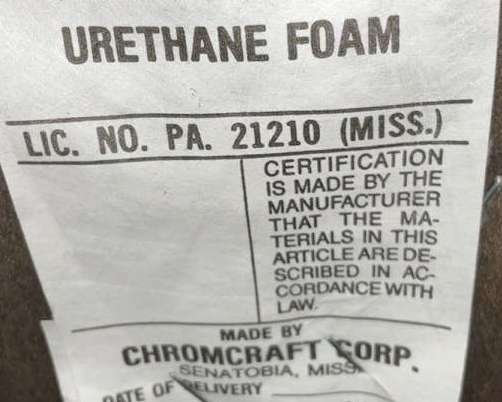 URETHANE FOAM
LIC. NO. PA. 21210 (MISS.)
CERTIFICATION
IS MADE BY THE
MANUFACTURER
THAT THE MA-
TERIALS IN THIS
ARTICLE ARE DE-
SCRIBED IN AC-
CORDANCE WITH
LAW.
MADE BY
CHROMCRAFT CORP.
SENATOBIA, MISS.
DATE OF DELIVERY